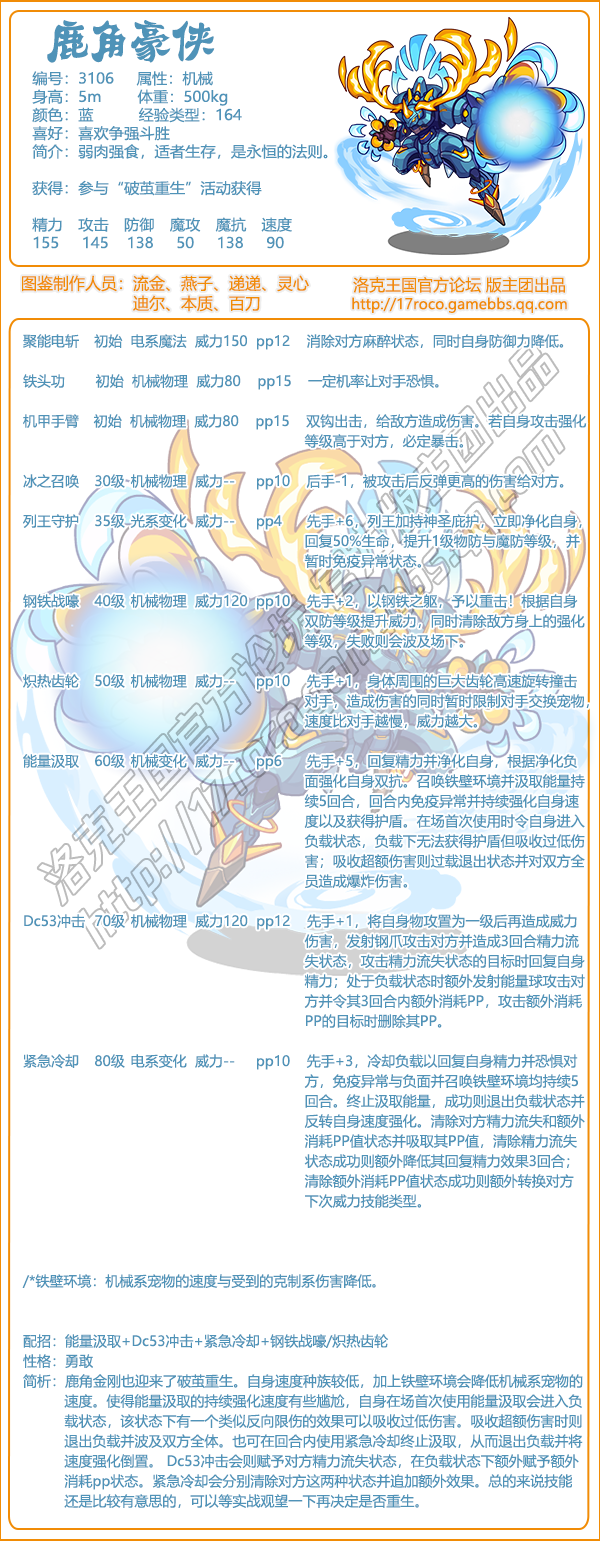 鹿角豪侠
编号：3106 属性：机械
身高：5m 体重：500kg
颜色：蓝 经验类型：164
喜好：喜欢争强斗胜
简介：弱肉强食，适者生存，是永恒的法则。
获得：参与“破茧重生”活动获得
精力 攻击 防御 魔攻 魔抗 速度
155 145 138 50 138 90
图鉴制作人员：流金、燕子、递递、灵心
迪尔、本质、百刀
洛克王国官方论坛 版主团出品
http://17roco.gamebbs.qq.com
聚能电斩 初始 电系魔法 威力150 pp12 消除对方麻醉状态，同时自身防御力降低。
铁头功 初始 机械物理 威力80 pp15 一定机率让对手恐惧。
机甲手臂 初始 机械物理 威力80 pp15 双钩出击，给敌方造成伤害。若自身攻击强化
等级高于对方，必定暴击。
冰之召唤 30级 机械物理 威力-- pp10 后手-1，被攻击后反弹更高的伤害给对方。
列王守护 35级 光系变化 威力-- pp4 先手+6，列王加持神圣庇护，立即净化自身，
回复50%生命，提升1级物防与魔防等级，并
暂时免疫异常状态。
钢铁战嚎 40级 机械物理 威力120 pp10 先手+2，以钢铁之躯，予以重击！根据自身
双防等级提升威力，同时清除敌方身上的强化
等级，失败则会波及场下。
炽热齿轮 50级 机械物理 威力-- pp10 先手+1，身体周围的巨大齿轮高速旋转撞击
对手，造成伤害的同时暂时限制对手交换宠物，
速度比对手越慢，威力越大。
能量汲取 60级 机械变化 威力-- pp6 先手+5，回复精力并净化自身，根据净化负
面强化自身双抗。召唤铁壁环境并汲取能量持
续5回合，回合内免疫异常并持续强化自身速
度以及获得护盾。在场首次使用时令自身进入
负载状态，负载下无法获得护盾但吸收过低伤
害；吸收超额伤害则过载退出状态并对双方全
员造成爆炸伤害。
Dc53冲击 70级 机械物理 威力120 pp12 先手+1，将自身物攻置为一级后再造成威力
伤害，发射钢爪攻击对方并造成3回合精力流
失状态，攻击精力流失状态的目标时回复自身
精力；处于负载状态时额外发射能量球攻击对
方并令其3回合内额外消耗PP，攻击额外消耗
PP的目标时删除其PP。
紧急冷却 80级 电系变化 威力-- pp10 先手+3，冷却负载以回复自身精力并恐惧对
方，免疫异常与负面并召唤铁壁环境均持续5
回合。终止汲取能量，成功则退出负载状态并
反转自身速度强化。清除对方精力流失和额外
消耗PP值状态并吸取其PP值，清除精力流失
状态成功则额外降低其回复精力效果3回合；
清除额外消耗PP值状态成功则额外转换对方
下次威力技能类型。
/*铁壁环境：机械系宠物的速度与受到的克制系伤害降低。
配招：能量汲取+Dc53冲击+紧急冷却+钢铁战嚎/炽热齿轮
性格：勇敢
简析：鹿角金刚也迎来了破茧重生。自身速度种族较低，加上铁壁环境会降低机械系宠物的
速度。使得能量汲取的持续强化速度有些尴尬，自身在场首次使用能量汲取会进入负
载状态，该状态下有一个类似反向限伤的效果可以吸收过低伤害。吸收超额伤害时则
退出负载并波及双方全体。也可在回合内使用紧急冷却终止汲取，从而退出负载并将
速度强化倒置。 Dc53冲击会则赋予对方精力流失状态，在负载状态下额外赋予额外
消耗pp状态。紧急冷却会分别清除对方这两种状态并追加额外效果。总的来说技能
还是比较有意思的，可以等实战观望一下再决定是否重生。
洛克王国官方论坛 版主团出品
http://17roco.gamebbs.qq.com